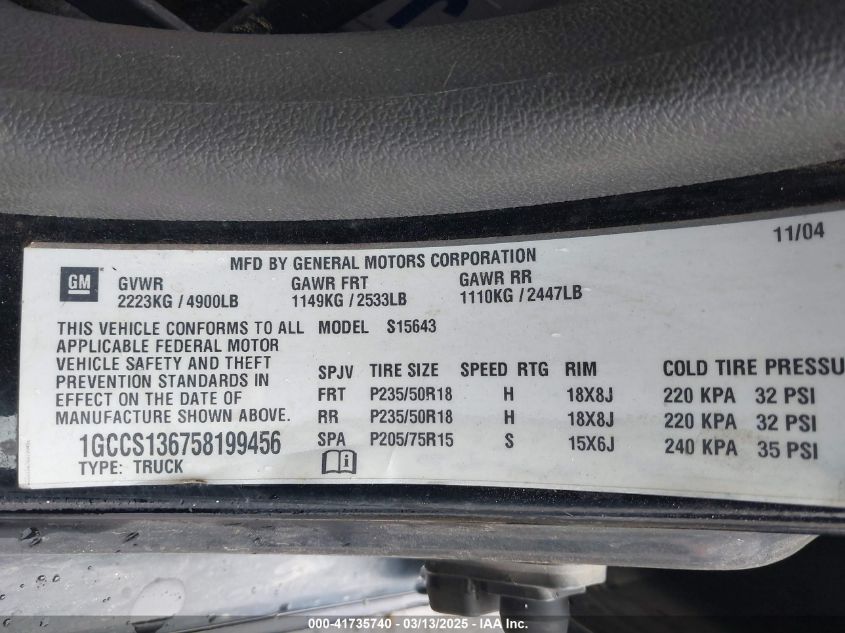 11/04
MFD BY GENERAL MOTORS CORPORATION
GM
GVWR GAWR FRT GAWR RR
2223KG / 4900LB 1149KG / 2533LB 1110KG / 2447LB
THIS VEHICLE CONFORMS TO ALL MODEL S15643
APPLICABLE FEDERAL MOTOR
VEHICLE SAFETY AND THEFT
PREVENTION STANDARDS IN
EFFECT ON THE DATE OF
MANUFACTURE SHOWN ABOVE.
1GCCS136758199456
TYPE: TRUCK
SPJV TIRE SIZE SPEED RTG RIM COLD TIRE PRESSU
FRT P235/50R18 H 18X8J 220 KPA 32 PSI
RR P235/50R18 H 18X8J 220 KPA 32 PSI
SPA P205/75R15 S 15X6J 240 KPA 35 PSI
000-41735740 - 03/13/2025 - IAA Inc.